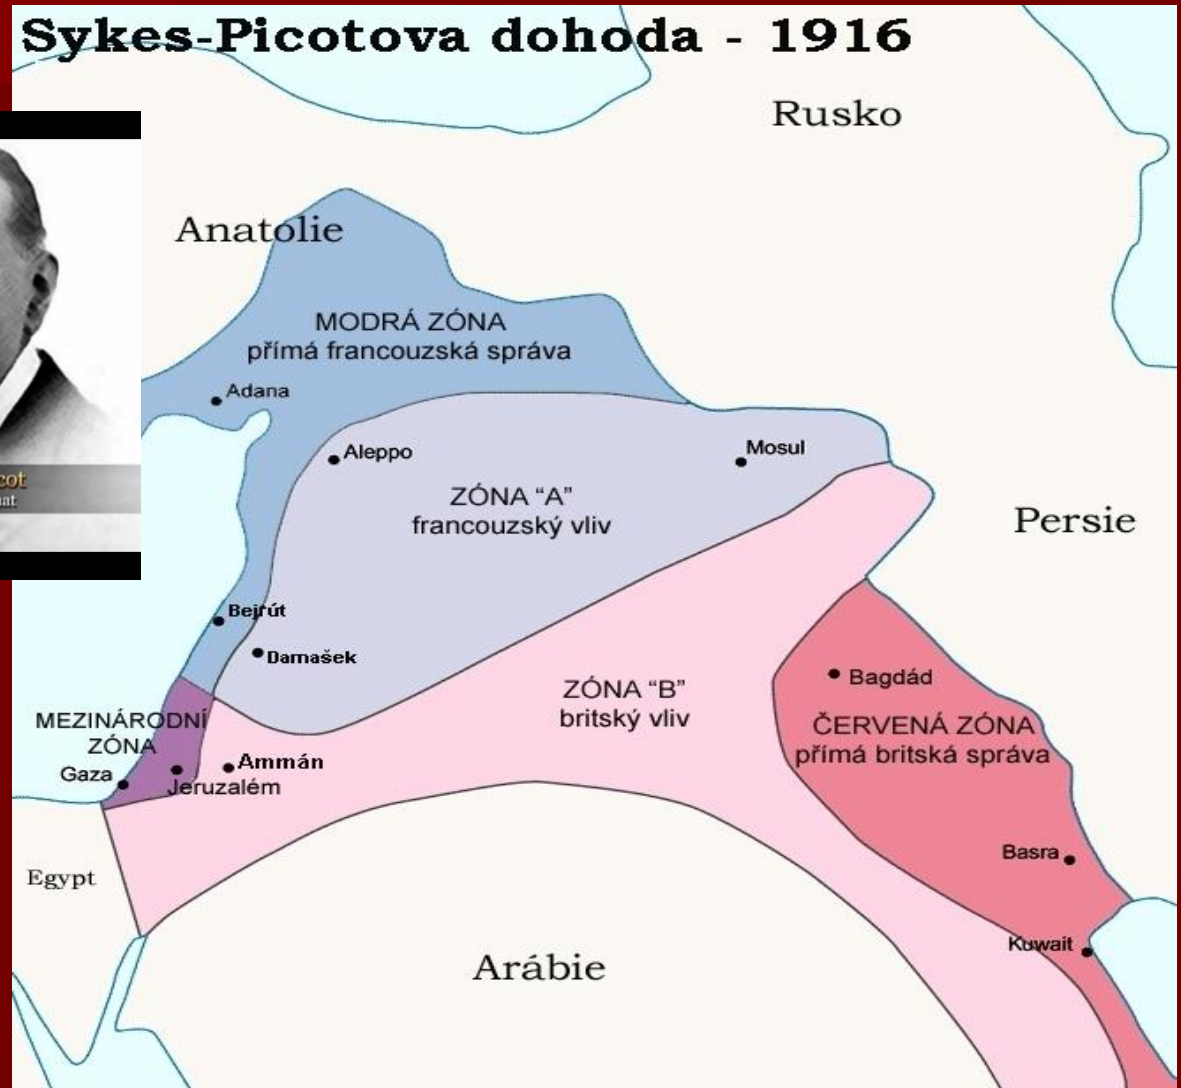 Sykes-Picotova dohoda - 1916
Rusko
Anatolie
MODRÁ ZÓNA
přímá francouzská správa
Adana
Aleppo
Mosul
ZÓNA “A”
francouzský vliv
Persie
Bejrút
Damašek
ZÓNA “B”
britský vliv
Bagdád
ČERVENÁ ZÓNA
přímá britská správa
MEZINÁRODNÍ
ZÓNA
Ammán
Gaza
Jeruzalém
Basra
Egypt
Kuwait
Arábie